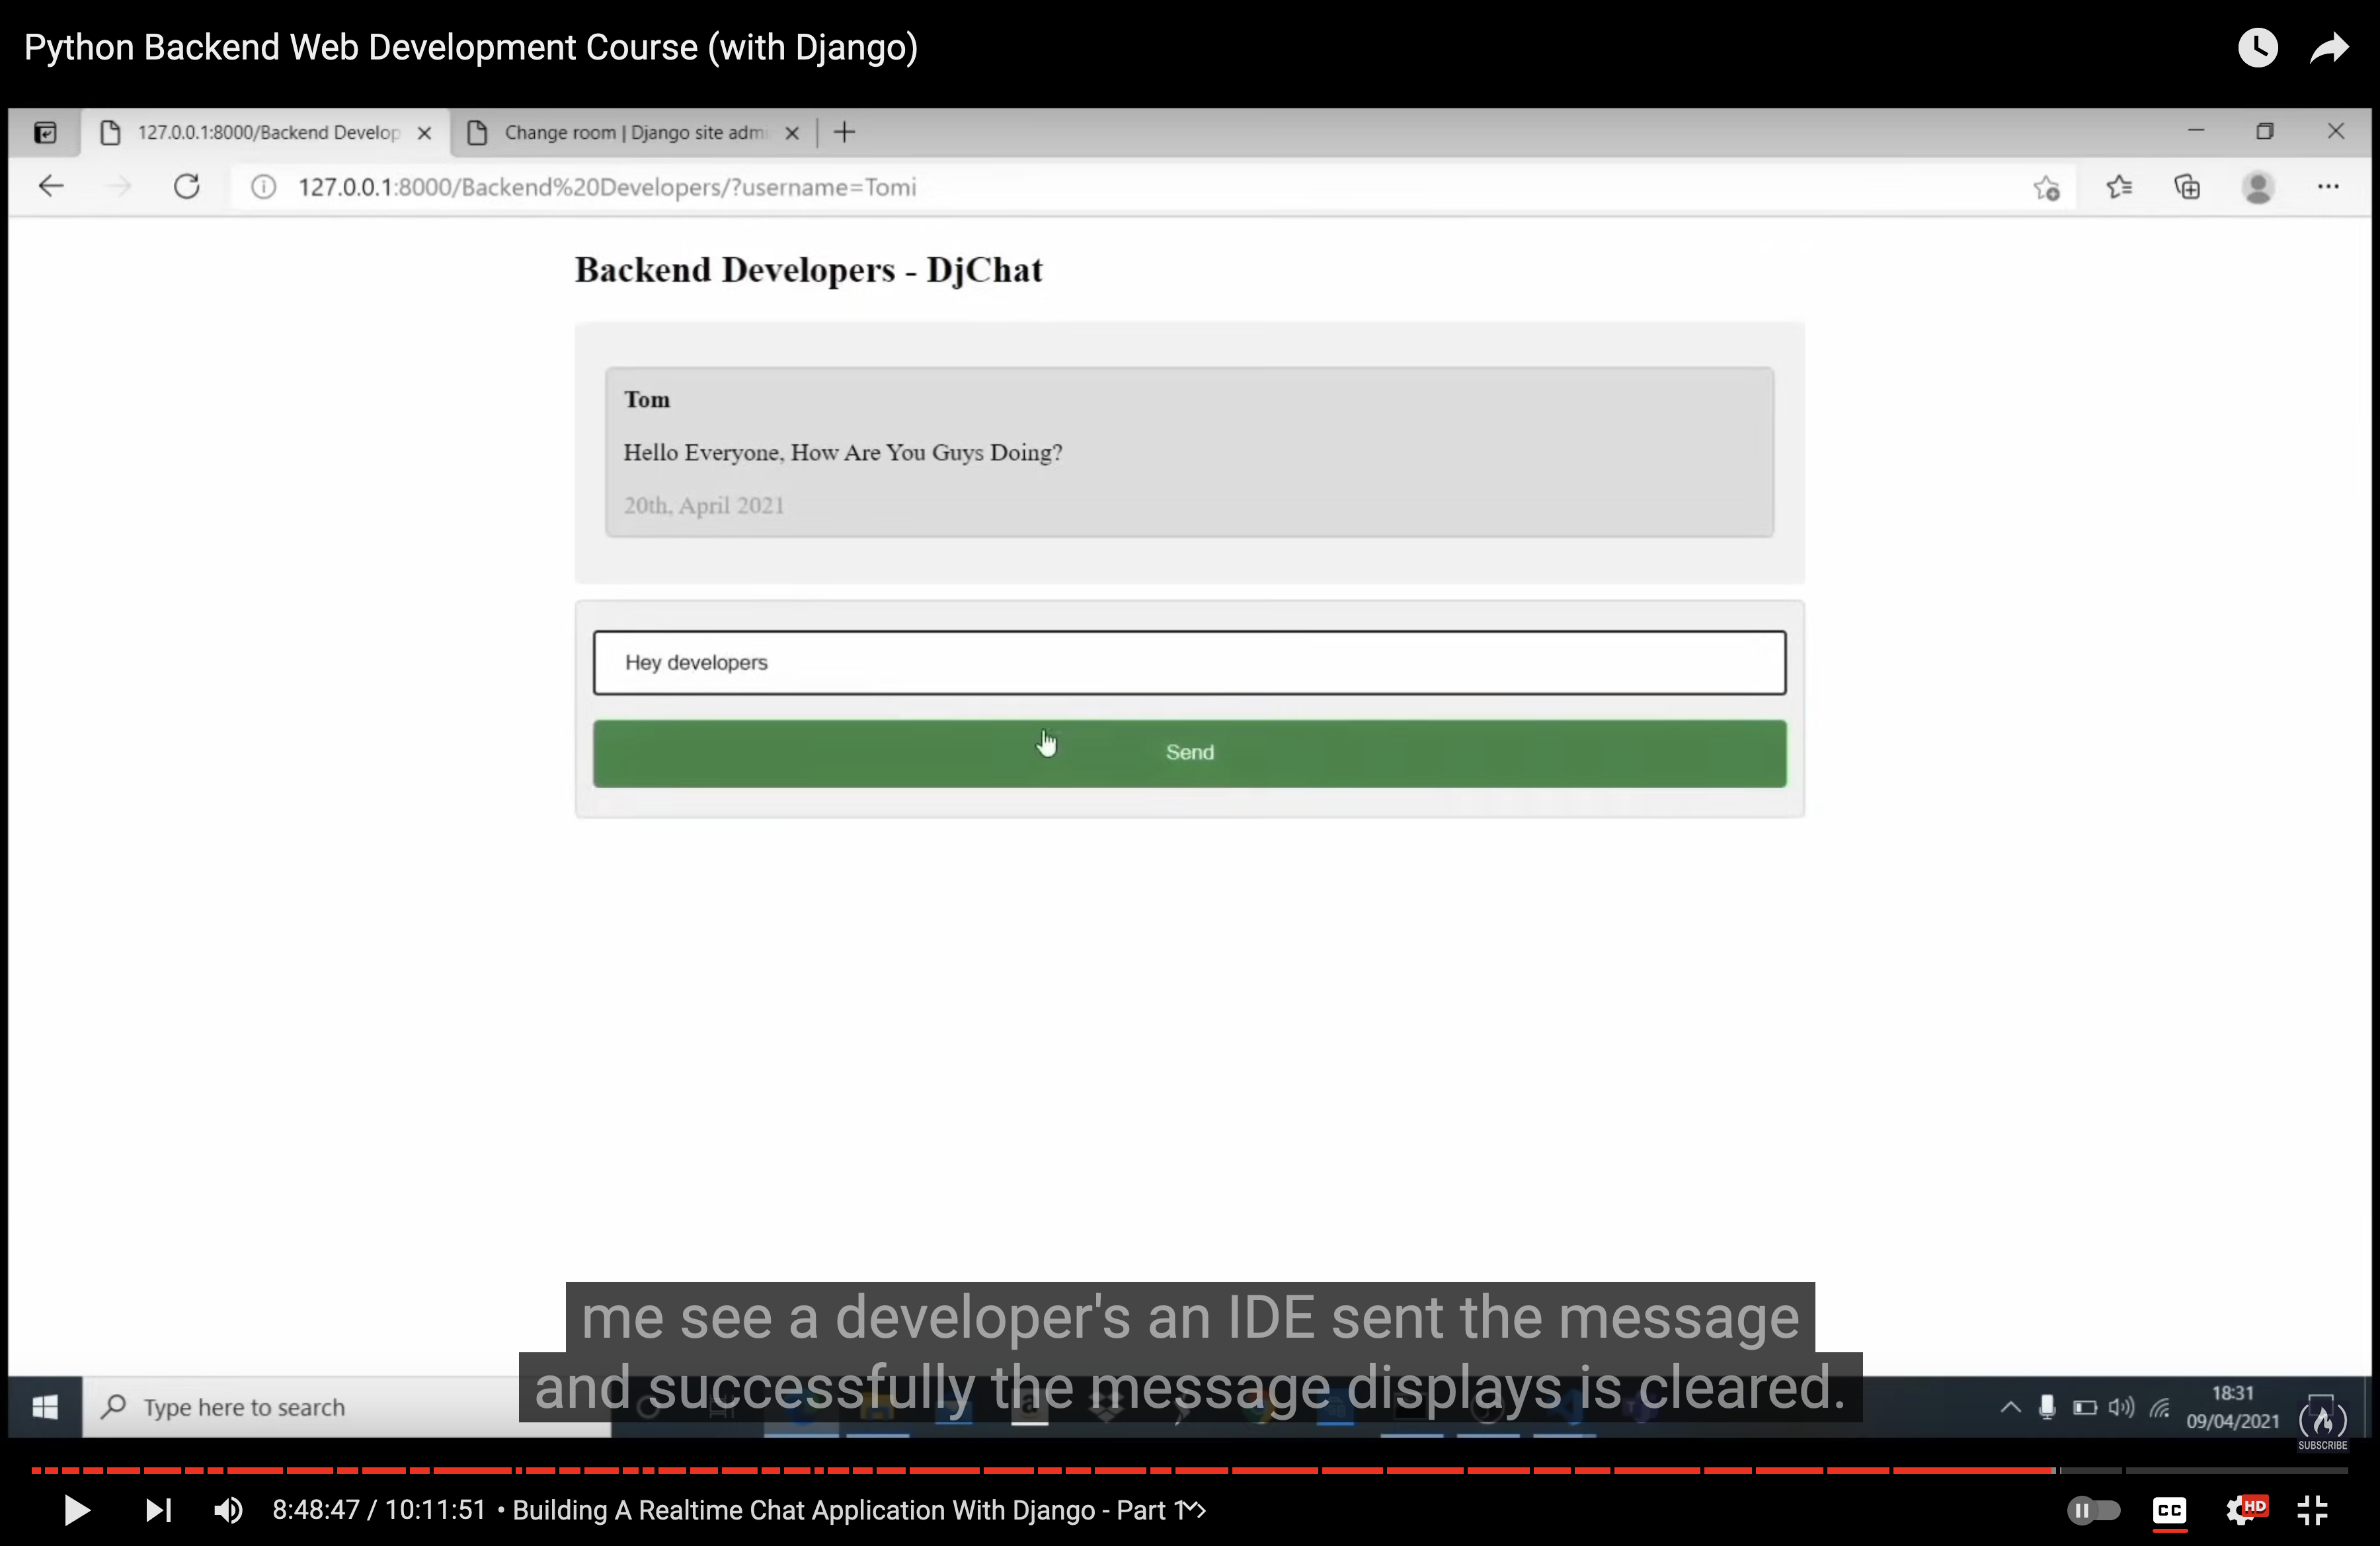 Python Backend Web Development Course (with Django)
127.0.0.1:8000/Backend Develop
Change room | Django site admi
127.0.0.1:8000/Backend%20Developers/?username=Tomi
Backend Developers - DjChat
Tom
Hello Everyone, How Are You Guys Doing?
20th, April 2021
Hey developers
Send
me see a developer's an IDE sent the message
and successfully the message displays is cleared.
Type here to search
18:31
09/04/2021
SUBSCRIBE
8:48:47 / 10:11:51 • Building A Realtime Chat Application With Django - Part 1
CC
HD